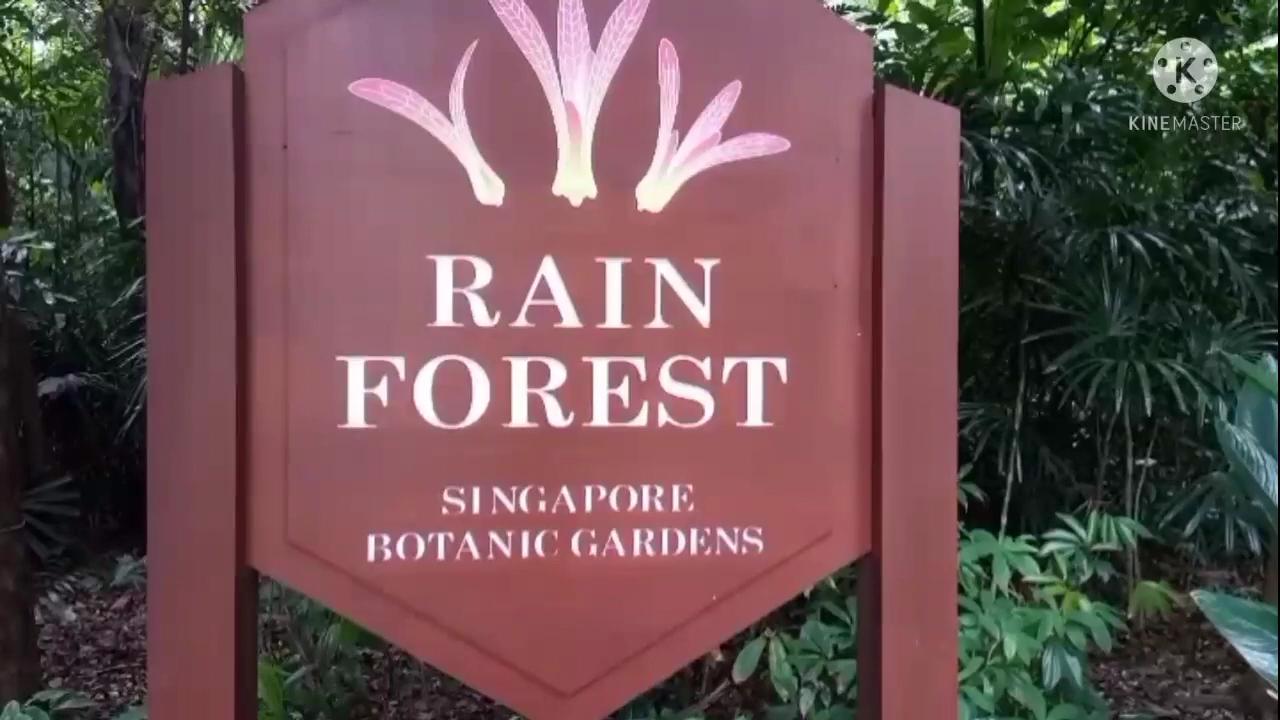 K
KINEMASTER
RAIN
FOREST
SINGAPORE
BOTANIC GARDENS